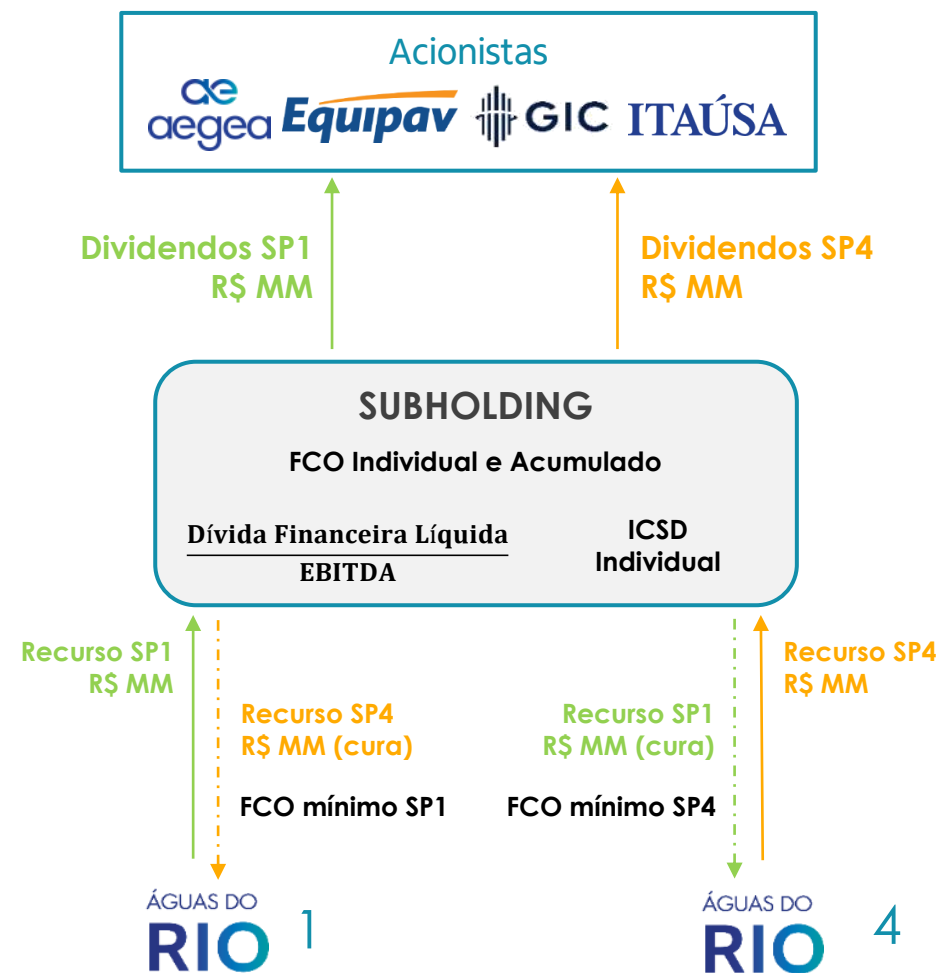 Acionistas
aegea Equipav GIC ITAÚSA
Dividendos SP1
R$ MM
Dividendos SP4
R$ MM
SUBHOLDING
FCO Individual e Acumulado
Dívida Financeira Líquida
EBITDA
ICSD
Individual
Recurso SP1
R$ MM
Recurso SP4
R$ MM (cura)
FCO mínimo SP1
Recurso SP1
R$ MM (cura)
FCO mínimo SP4
Recurso SP4
R$ MM
ÁGUAS DO
RIO 1
ÁGUAS DO
RIO 4